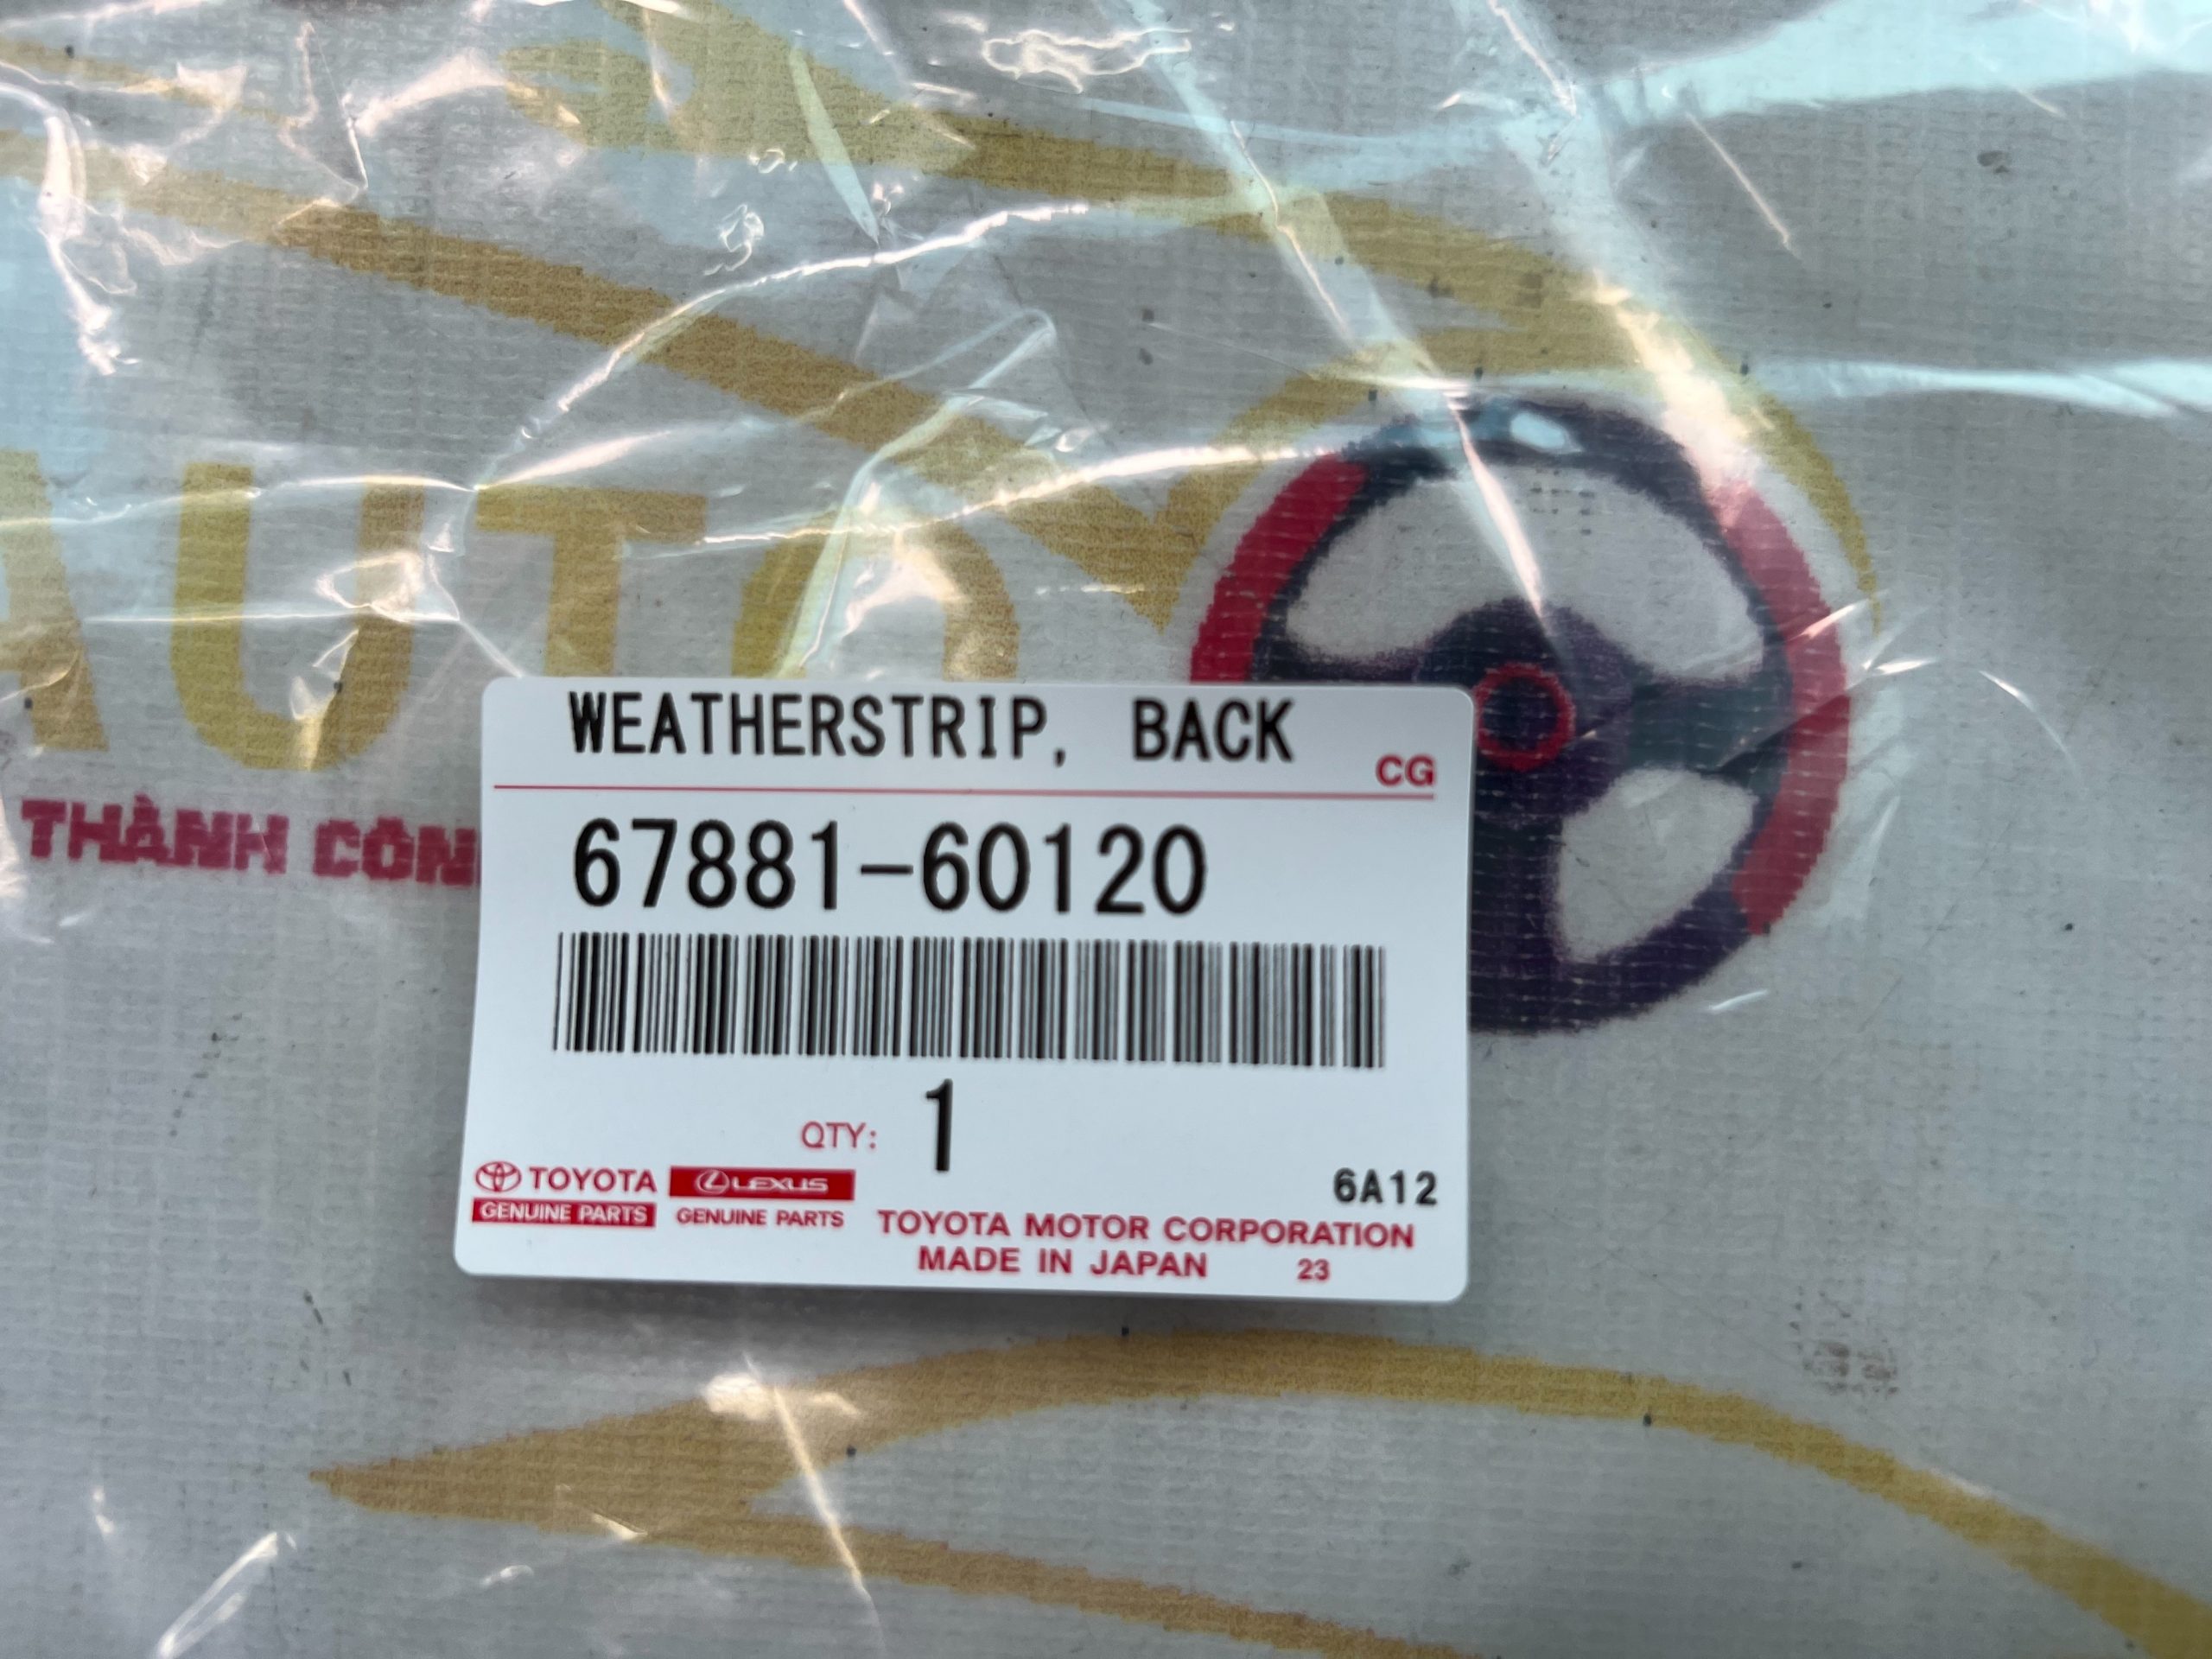 AUTO
THÀNH CÔN
WEATHERSTRIP, BACK
CG
67881-60120
QTY: 1
TOYOTA
GENUINE PARTS
LEXUS
GENUINE PARTS
6A12
TOYOTA MOTOR CORPORATION
MADE IN JAPAN 23